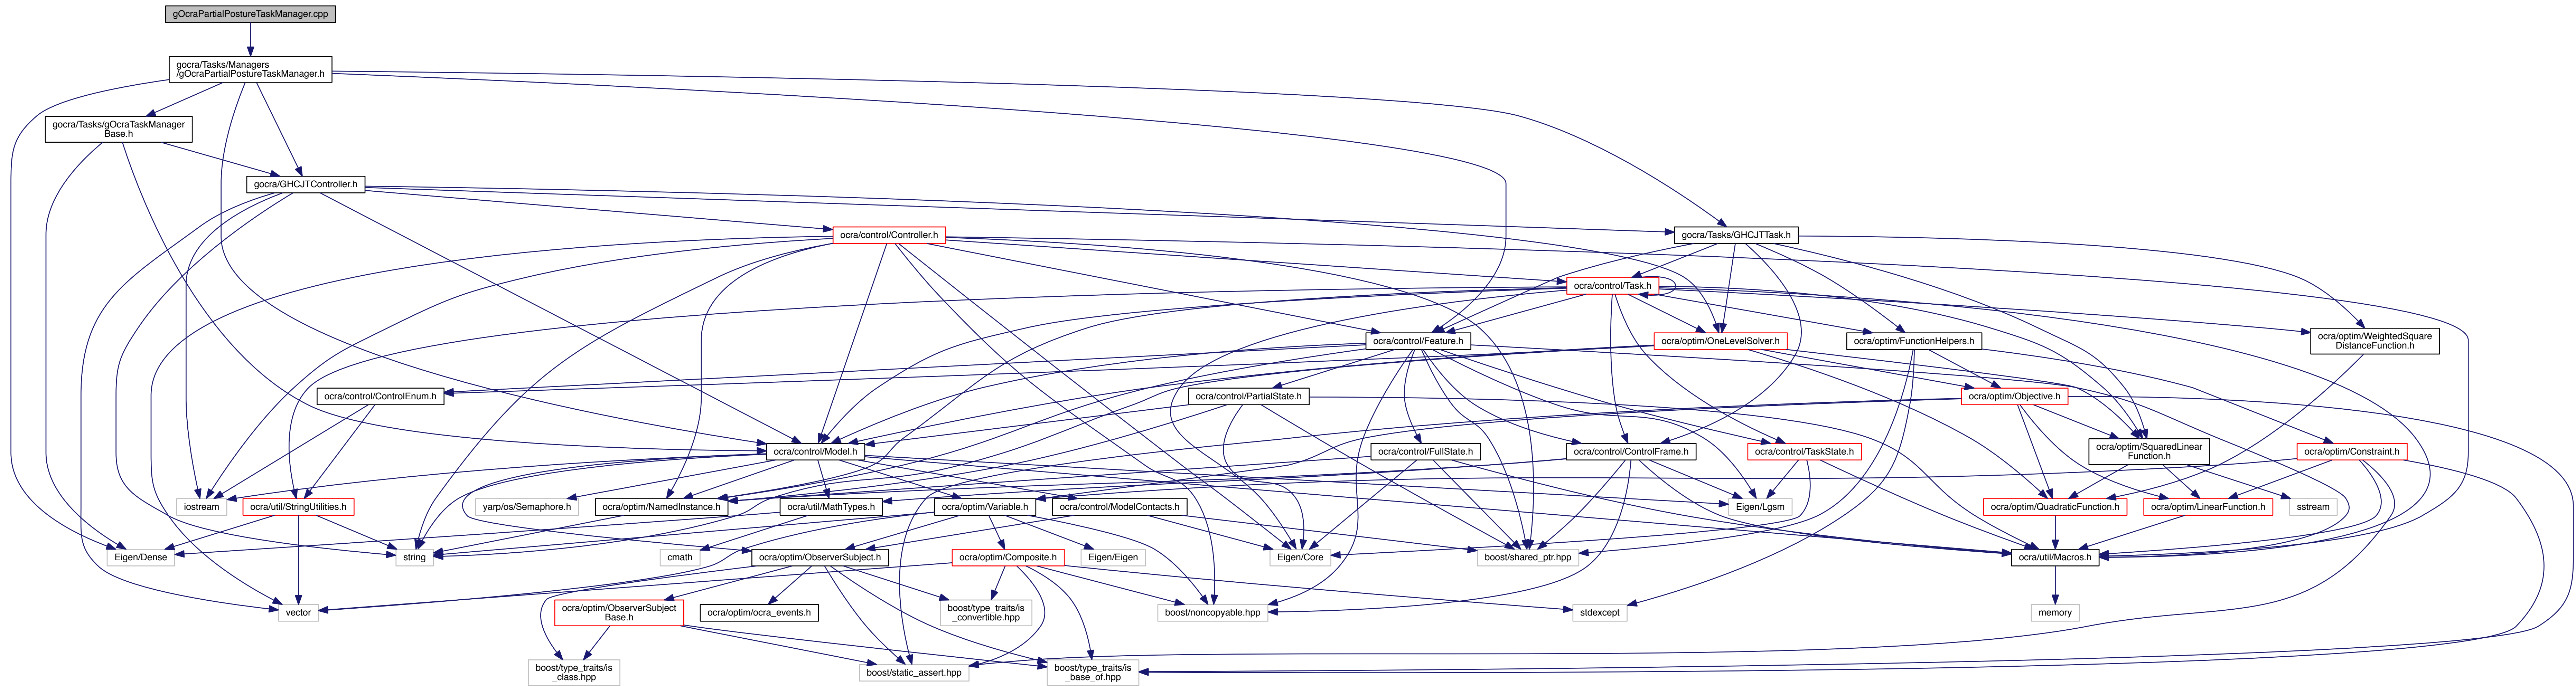 gOcraPartialPostureTaskManager.cpp
gocra/Tasks/Managers
/gOcraPartialPostureTaskManager.h
gocra/Tasks/gOcraTaskManager
Base.h
gocra/GHCJTController.h
ocra/control/Controller.h
gocra/Tasks/GHCJTTask.h
ocra/control/Task.h
ocra/control/Feature.h
ocra/optim/OneLevelSolver.h
ocra/optim/FunctionHelpers.h
ocra/optim/WeightedSquare
DistanceFunction.h
ocra/control/ControlEnum.h
ocra/control/PartialState.h
ocra/optim/Objective.h
ocra/control/Model.h
ocra/control/FullState.h
ocra/control/ControlFrame.h
ocra/control/TaskState.h
ocra/optim/SquaredLinear
Function.h
ocra/optim/Constraint.h
iostream
ocra/util/StringUtilities.h
yarp/os/Semaphore.h
ocra/optim/NamedInstance.h
ocra/util/MathTypes.h
ocra/optim/Variable.h
ocra/control/ModelContacts.h
Eigen/Lgsm
ocra/optim/QuadraticFunction.h
ocra/optim/LinearFunction.h
sstream
Eigen/Dense
string
cmath
ocra/optim/ObserverSubject.h
ocra/optim/Composite.h
Eigen/Eigen
Eigen/Core
boost/shared_ptr.hpp
ocra/util/Macros.h
vector
ocra/optim/ObserverSubject
Base.h
ocra/optim/ocra_events.h
boost/type_traits/is
_convertible.hpp
boost/noncopyable.hpp
stdexcept
memory
boost/type_traits/is
_class.hpp
boost/static_assert.hpp
boost/type_traits/is
_base_of.hpp